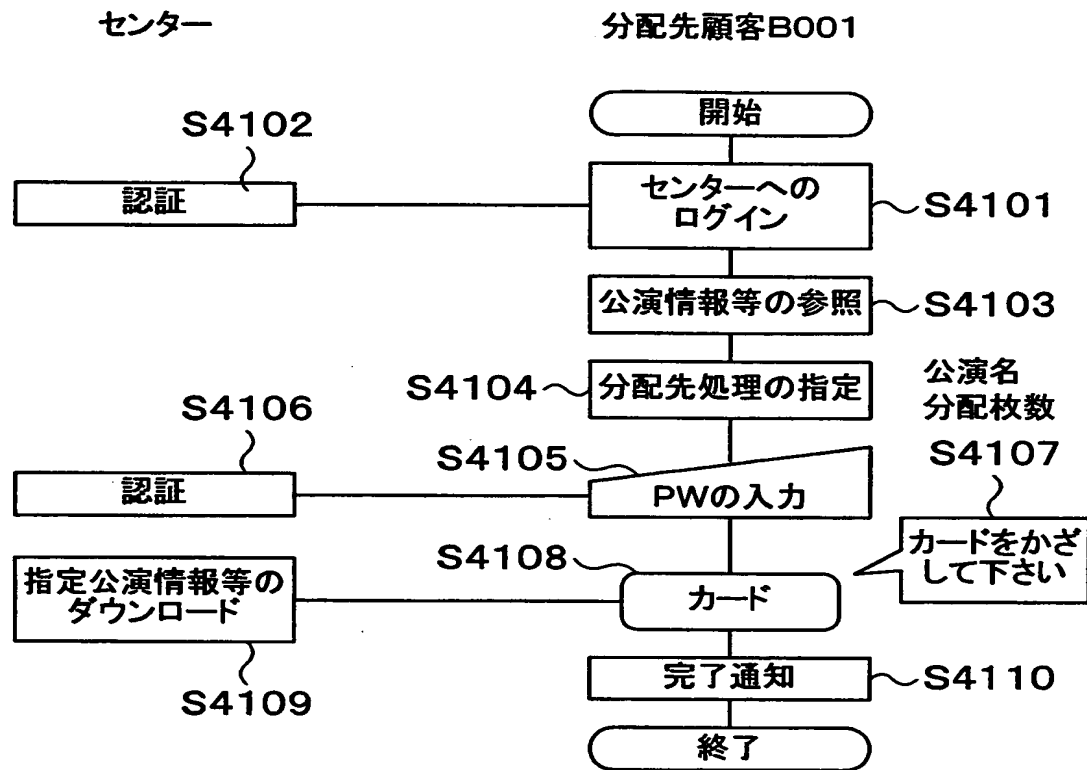 センター
分配先顧客B001
開始
S4102
認証
センターへの
ログイン
S4101
公演情報等の参照
S4103
S4104
分配先処理の指定
公演名
分配枚数
S4106
認証
S4105
PWの入力
S4107
カードをかざ
して下さい
S4108
カード
指定公演情報等の
ダウンロード
S4109
完了通知
S4110
終了